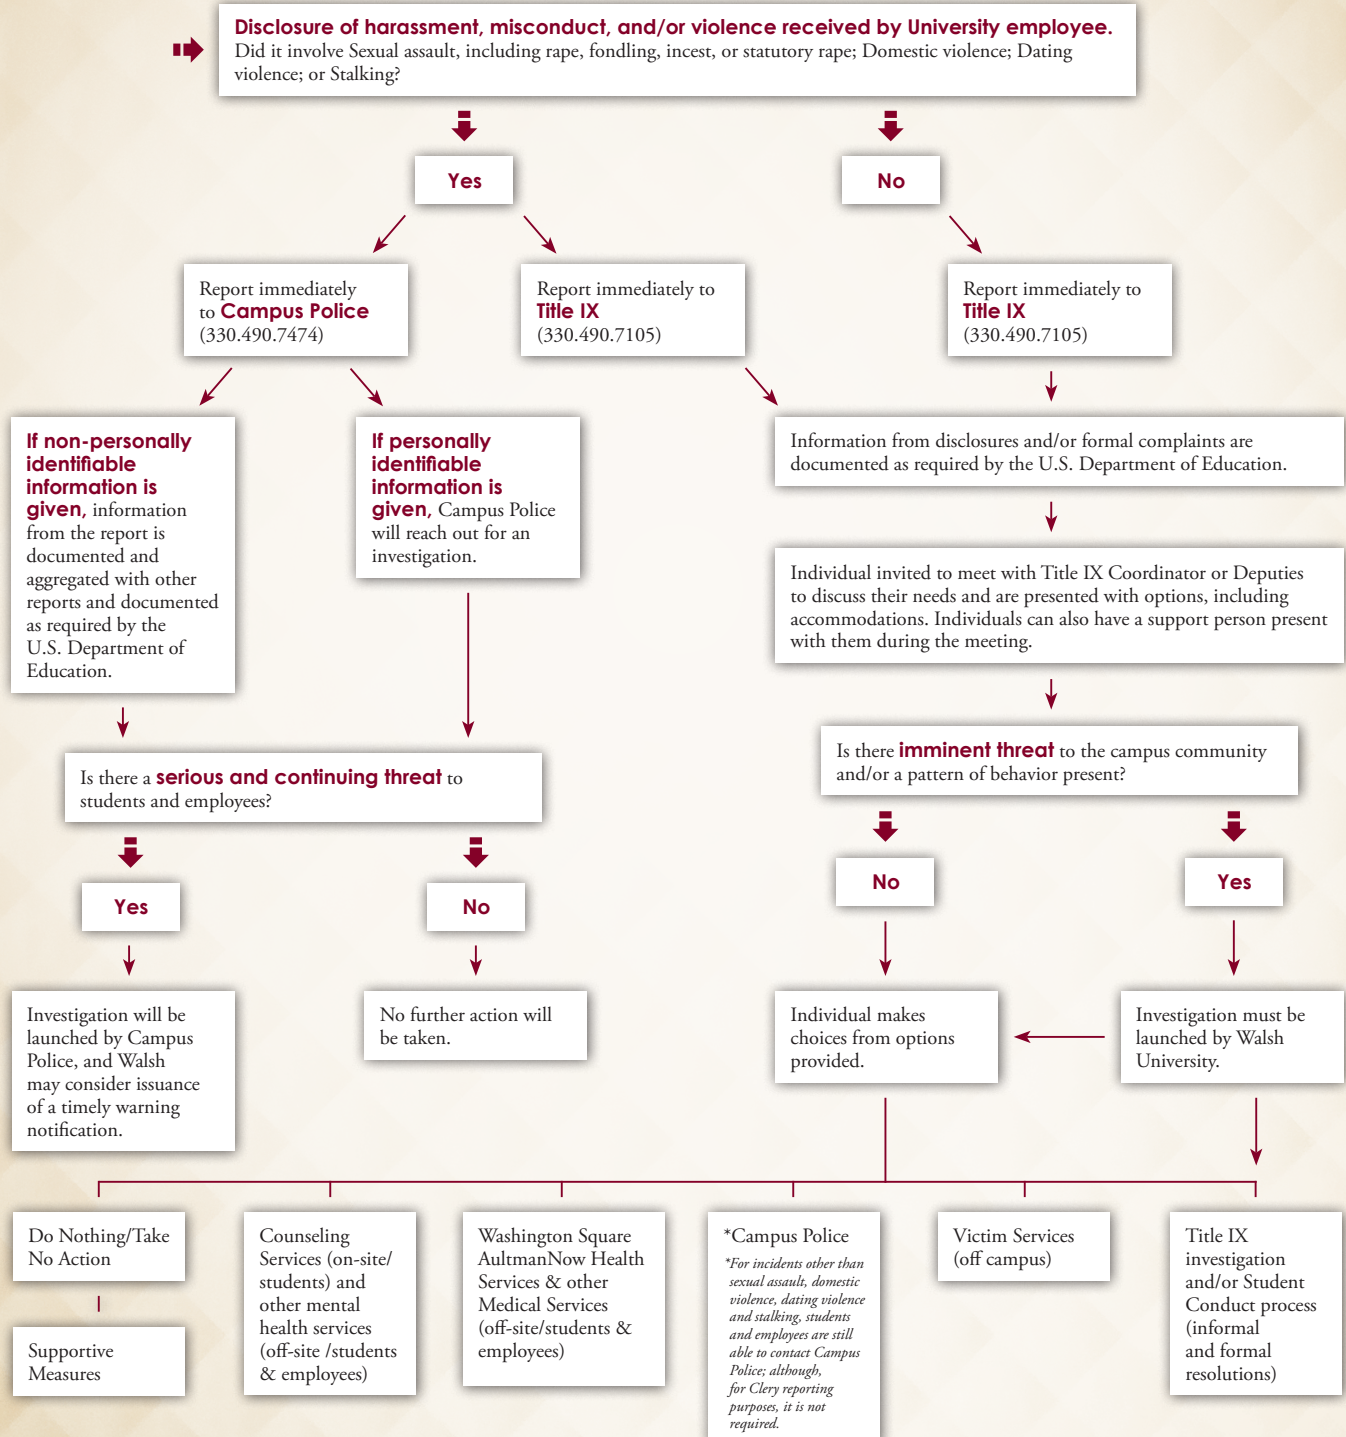 Disclosure of harassment, misconduct, and/or violence received by University employee.
Did it involve Sexual assault, including rape, fondling, incest, or statutory rape; Domestic violence; Dating
violence; or Stalking?
Yes
No
Report immediately
to Campus Police
(330.490.7474)
Report immediately to
Title IX
(330.490.7105)
Report immediately to
Title IX
(330.490.7105)
If non-personally
identifiable
information is
given, information
from the report is
documented and
aggregated with other
reports and documented
as required by the
U.S. Department of
Education.
If personally
identifiable
information is
given, Campus Police
will reach out for an
investigation.
Information from disclosures and/or formal complaints are
documented as required by the U.S. Department of Education.
Individual invited to meet with Title IX Coordinator or Deputies
to discuss their needs and are presented with options, including
accommodations. Individuals can also have a support person present
with them during the meeting.
Is there a serious and continuing threat to
students and employees?
Is there imminent threat to the campus community
and/or a pattern of behavior present?
Yes
No
No
Yes
Investigation will be
launched by Campus
Police, and Walsh
may consider issuance
of a timely warning
notification.
No further action will
be taken.
Individual makes
choices from options
provided.
Investigation must be
launched by Walsh
University.
Do Nothing/Take
No Action
Supportive
Measures
Counseling
Services (on-site/
students) and
other mental
health services
(off-site /students
& employees)
Washington Square
AultmanNow Health
Services & other
Medical Services
(off-site/students &
employees)
*Campus Police
*For incidents other than
sexual assault, domestic
violence, dating violence
and stalking, students
and employees are still
able to contact Campus
Police; although,
for Clery reporting
purposes, it is not
required.
Victim Services
(off campus)
Title IX
investigation
and/or Student
Conduct process
(informal
and formal
resolutions)